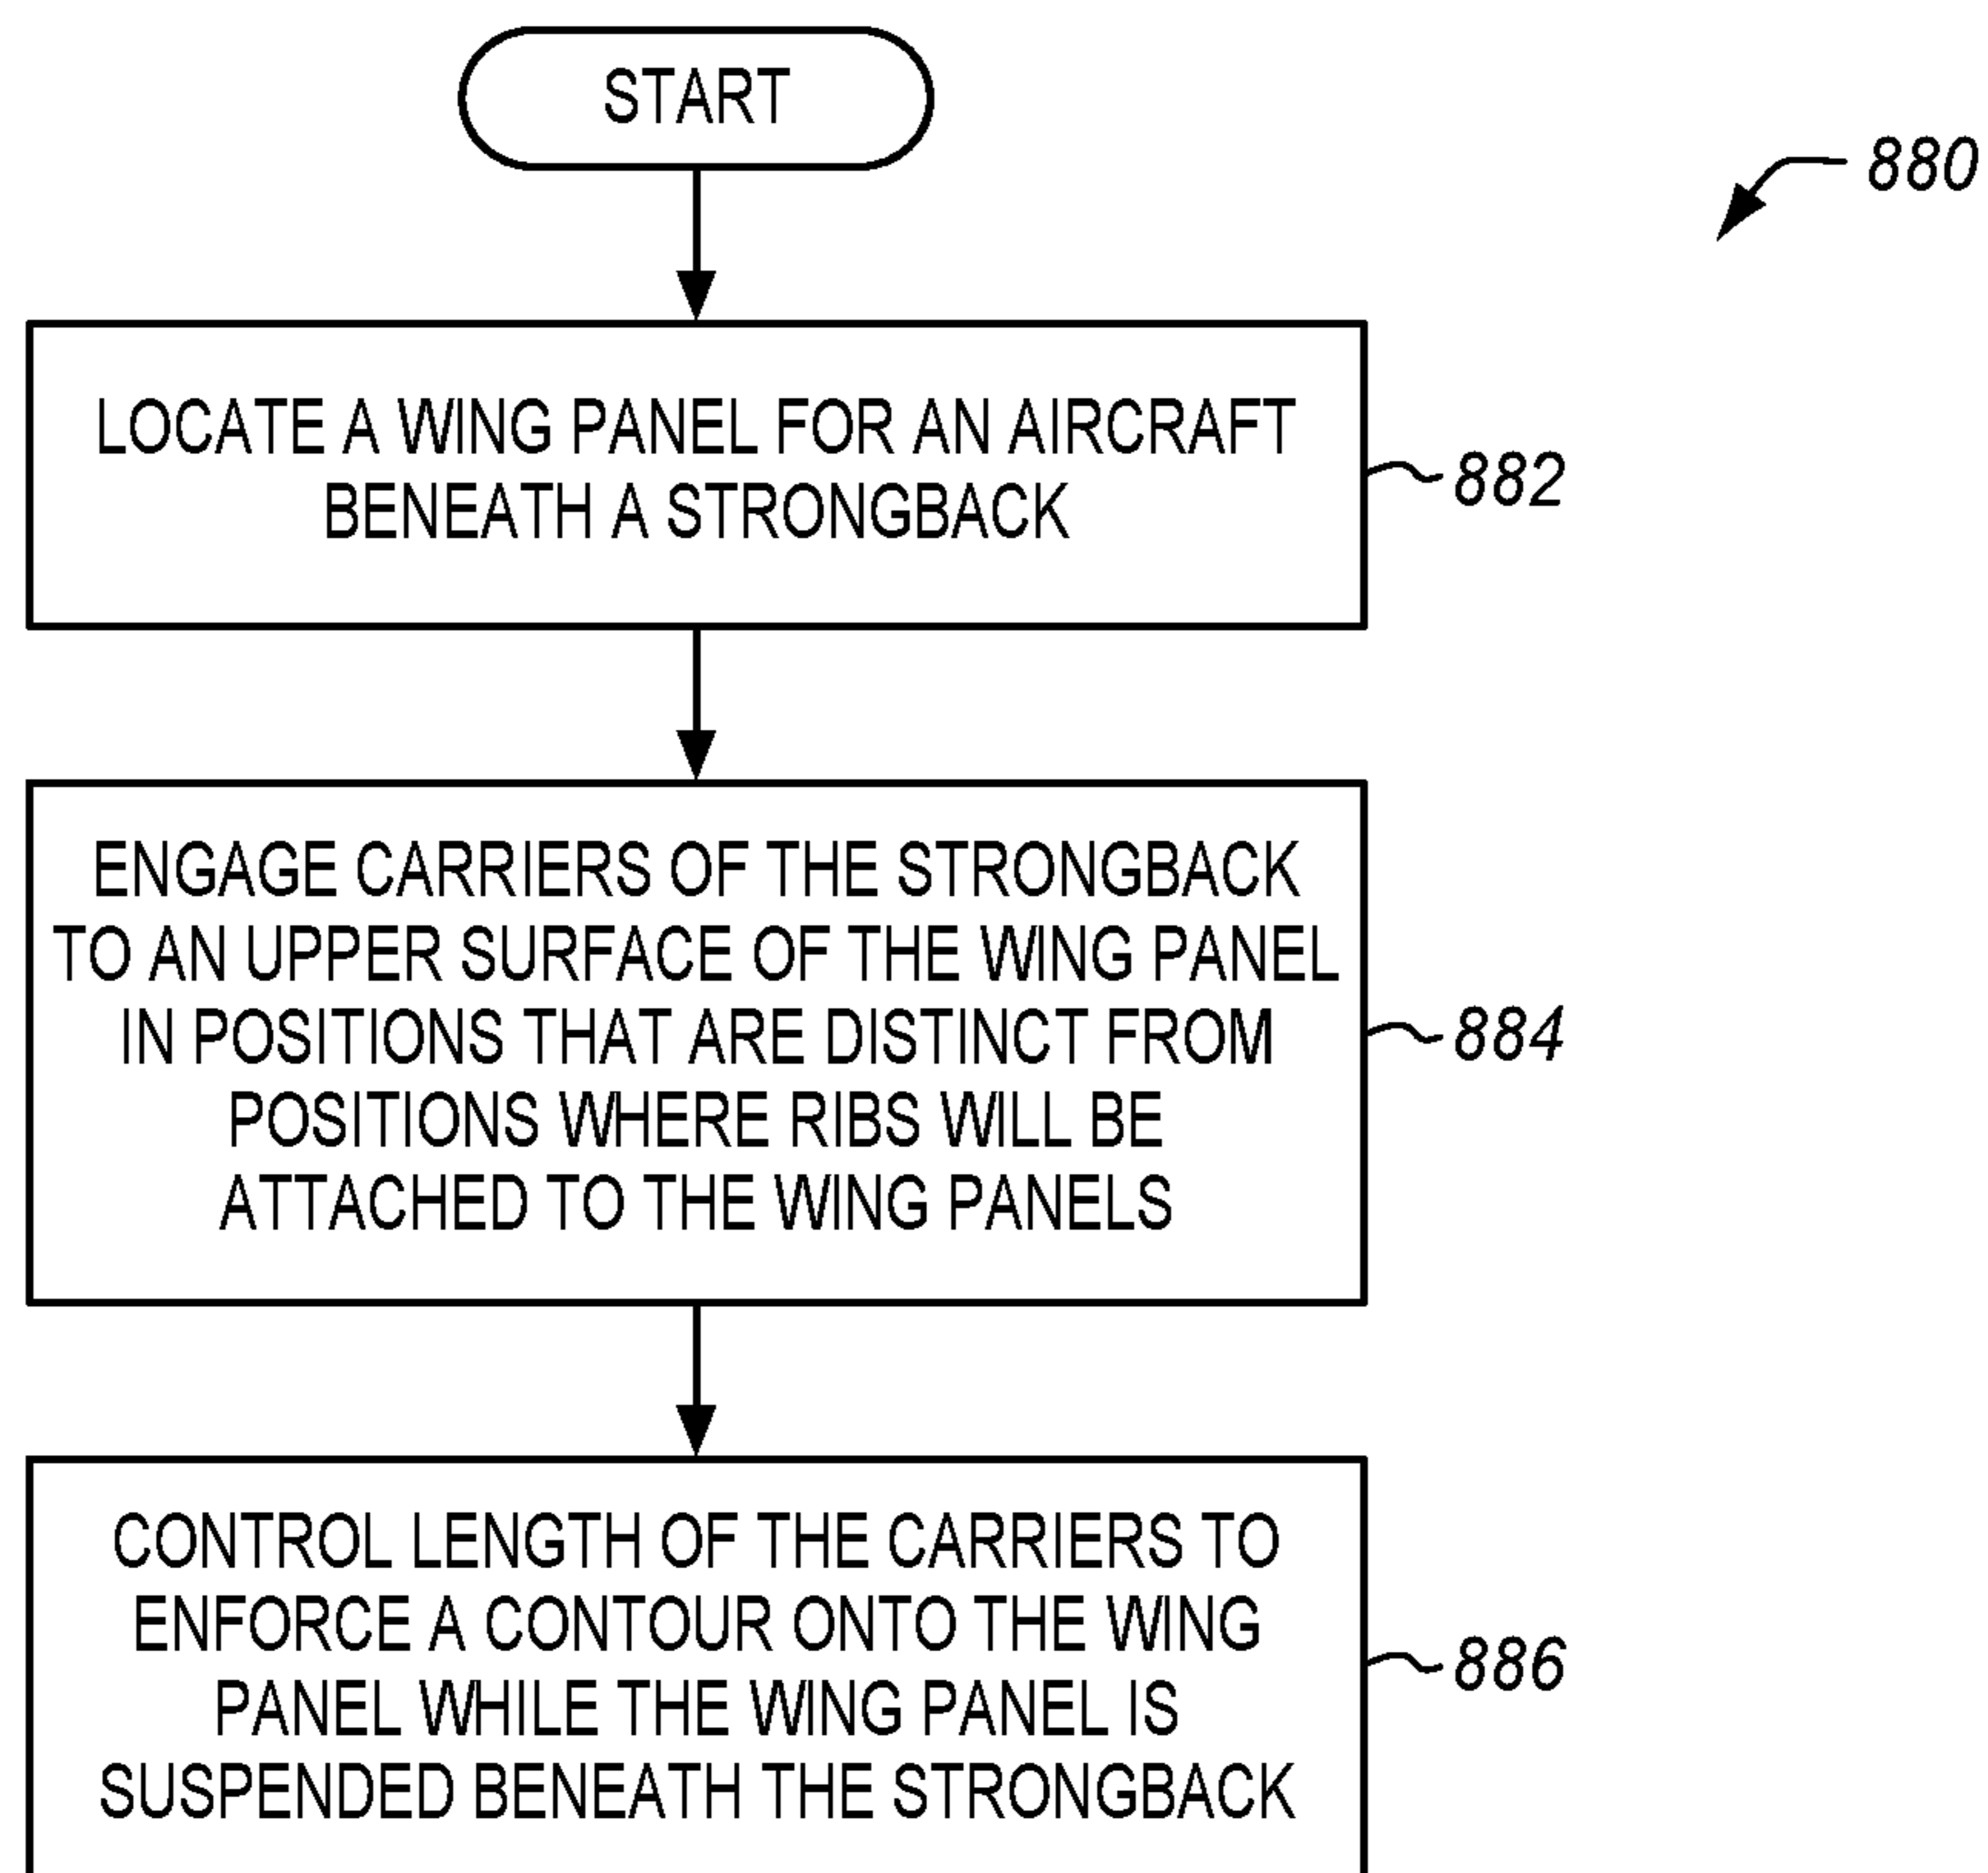 START
880
LOCATE A WING PANEL FOR AN AIRCRAFT
BENEATH A STRONGBACK
882
ENGAGE CARRIERS OF THE STRONGBACK
TO AN UPPER SURFACE OF THE WING PANEL
IN POSITIONS THAT ARE DISTINCT FROM
POSITIONS WHERE RIBS WILL BE
ATTACHED TO THE WING PANELS
884
CONTROL LENGTH OF THE CARRIERS TO
ENFORCE A CONTOUR ONTO THE WING
PANEL WHILE THE WING PANEL IS
SUSPENDED BENEATH THE STRONGBACK
886